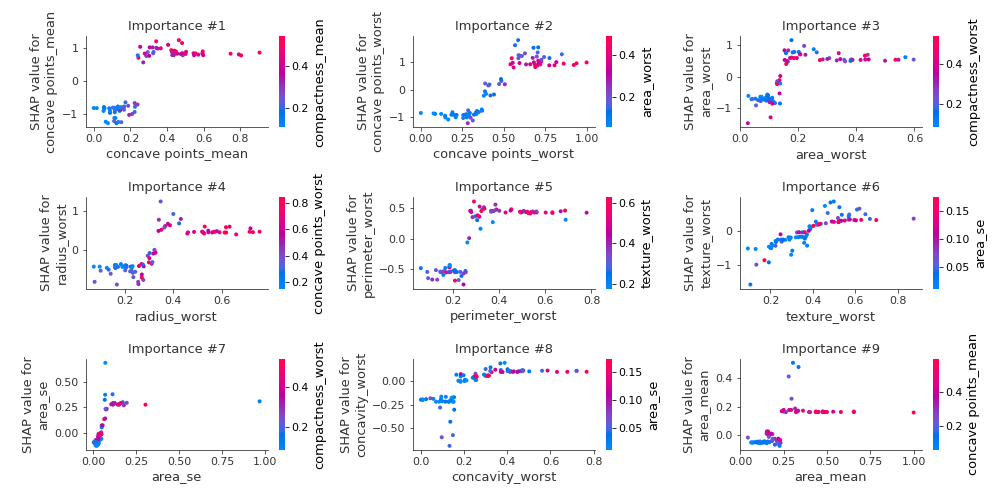 Importance #1
SHAP value for
concave points_mean
1
0
−1
0.0
0.2
0.4
0.6
0.8
concave points_mean
0.4
0.2
compactness_mean
Importance #2
SHAP value for
concave points_worst
1
0
−1
0.00
0.25
0.50
0.75
1.00
concave points_worst
0.4
0.2
area_worst
Importance #3
SHAP value for
area_worst
1
0
−1
0.0
0.2
0.4
0.6
area_worst
0.4
0.2
compactness_worst
Importance #4
SHAP value for
radius_worst
1
0
0.2
0.4
0.6
radius_worst
0.8
0.6
0.4
0.2
concave points_worst
Importance #5
SHAP value for
perimeter_worst
0.5
0.0
−0.5
0.2
0.4
0.6
0.8
perimeter_worst
0.6
0.4
0.2
texture_worst
Importance #6
SHAP value for
texture_worst
0
−1
0.2
0.4
0.6
0.8
texture_worst
0.15
0.10
0.05
area_se
Importance #7
SHAP value for
area_se
0.50
0.25
0.00
0.00
0.25
0.50
0.75
1.00
area_se
0.4
0.2
compactness_worst
Importance #8
SHAP value for
concavity_worst
0.00
−0.25
−0.50
0.0
0.2
0.4
0.6
0.8
concavity_worst
0.15
0.10
0.05
area_se
Importance #9
SHAP value for
area_mean
0.4
0.2
0.0
0.00
0.25
0.50
0.75
1.00
area_mean
0.4
0.2
concave points_mean